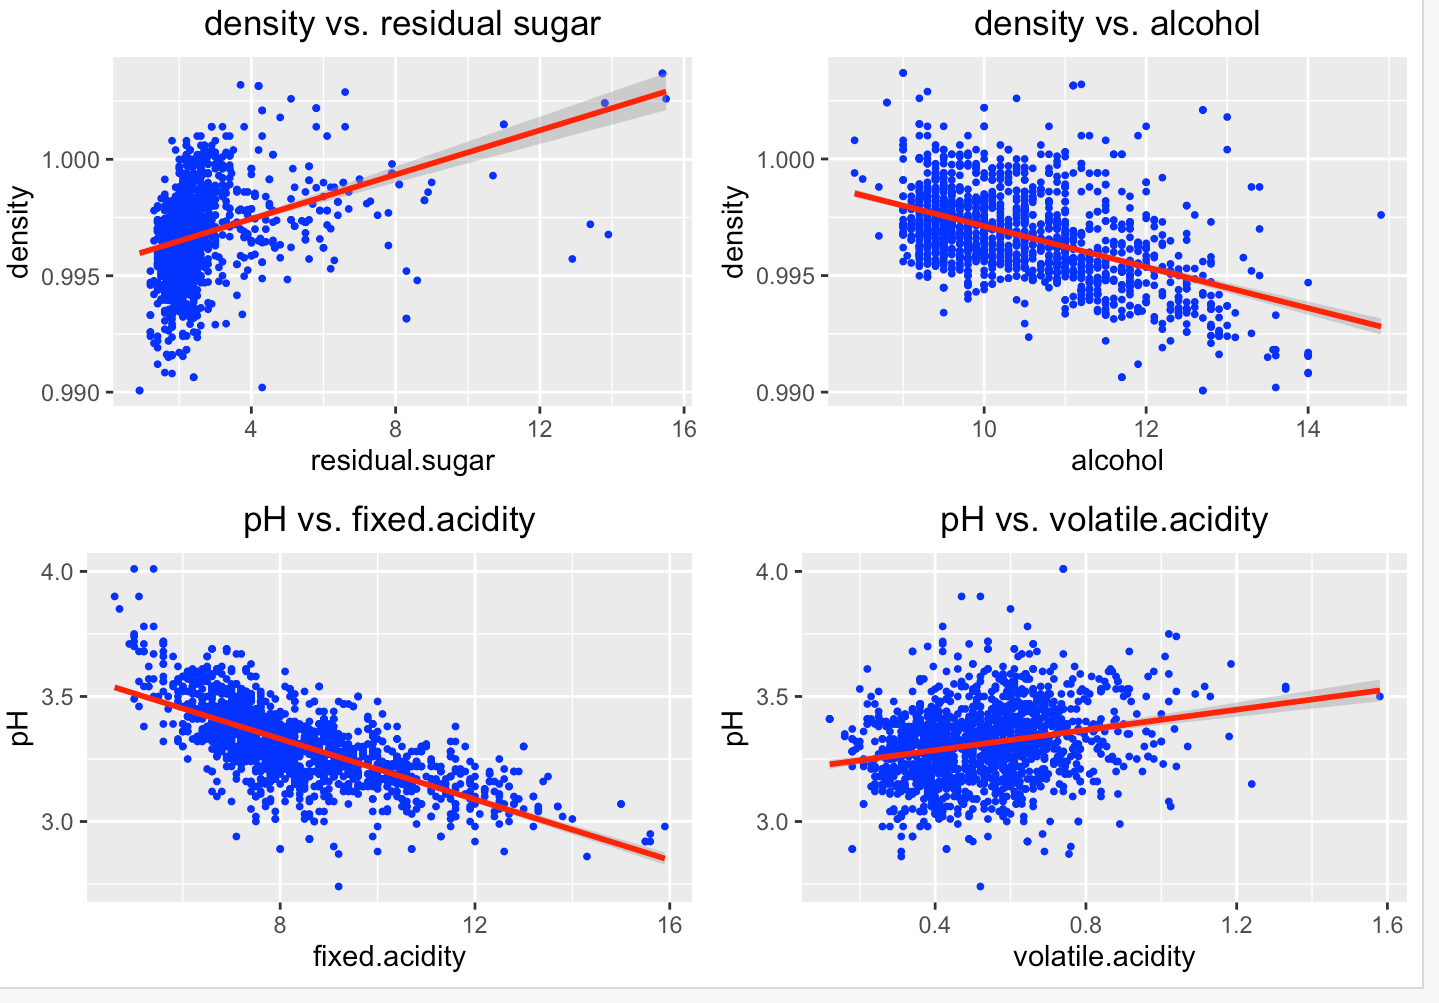 density vs. residual sugar
density
1.000
0.995
0.990
4 8 12 16
residual.sugar
density vs. alcohol
density
1.000
0.995
0.990
10 12 14
alcohol
pH vs. fixed.acidity
pH
4.0
3.5
3.0
8 12 16
fixed.acidity
pH vs. volatile.acidity
pH
4.0
3.5
3.0
0.4 0.8 1.2 1.6
volatile.acidity